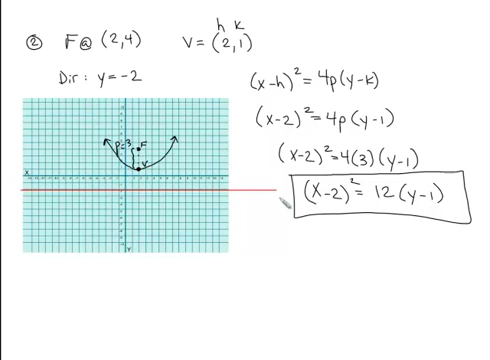 h k
② F @ (2,4) V = (2,1)
Dir: y = -2
(x-h)² = 4p(y-k)
(x-2)² = 4p(y-1)
(x-2)² = 4(3)(y-1)
(x-2)² = 12(y-1)
P=3 F
V
X
Y